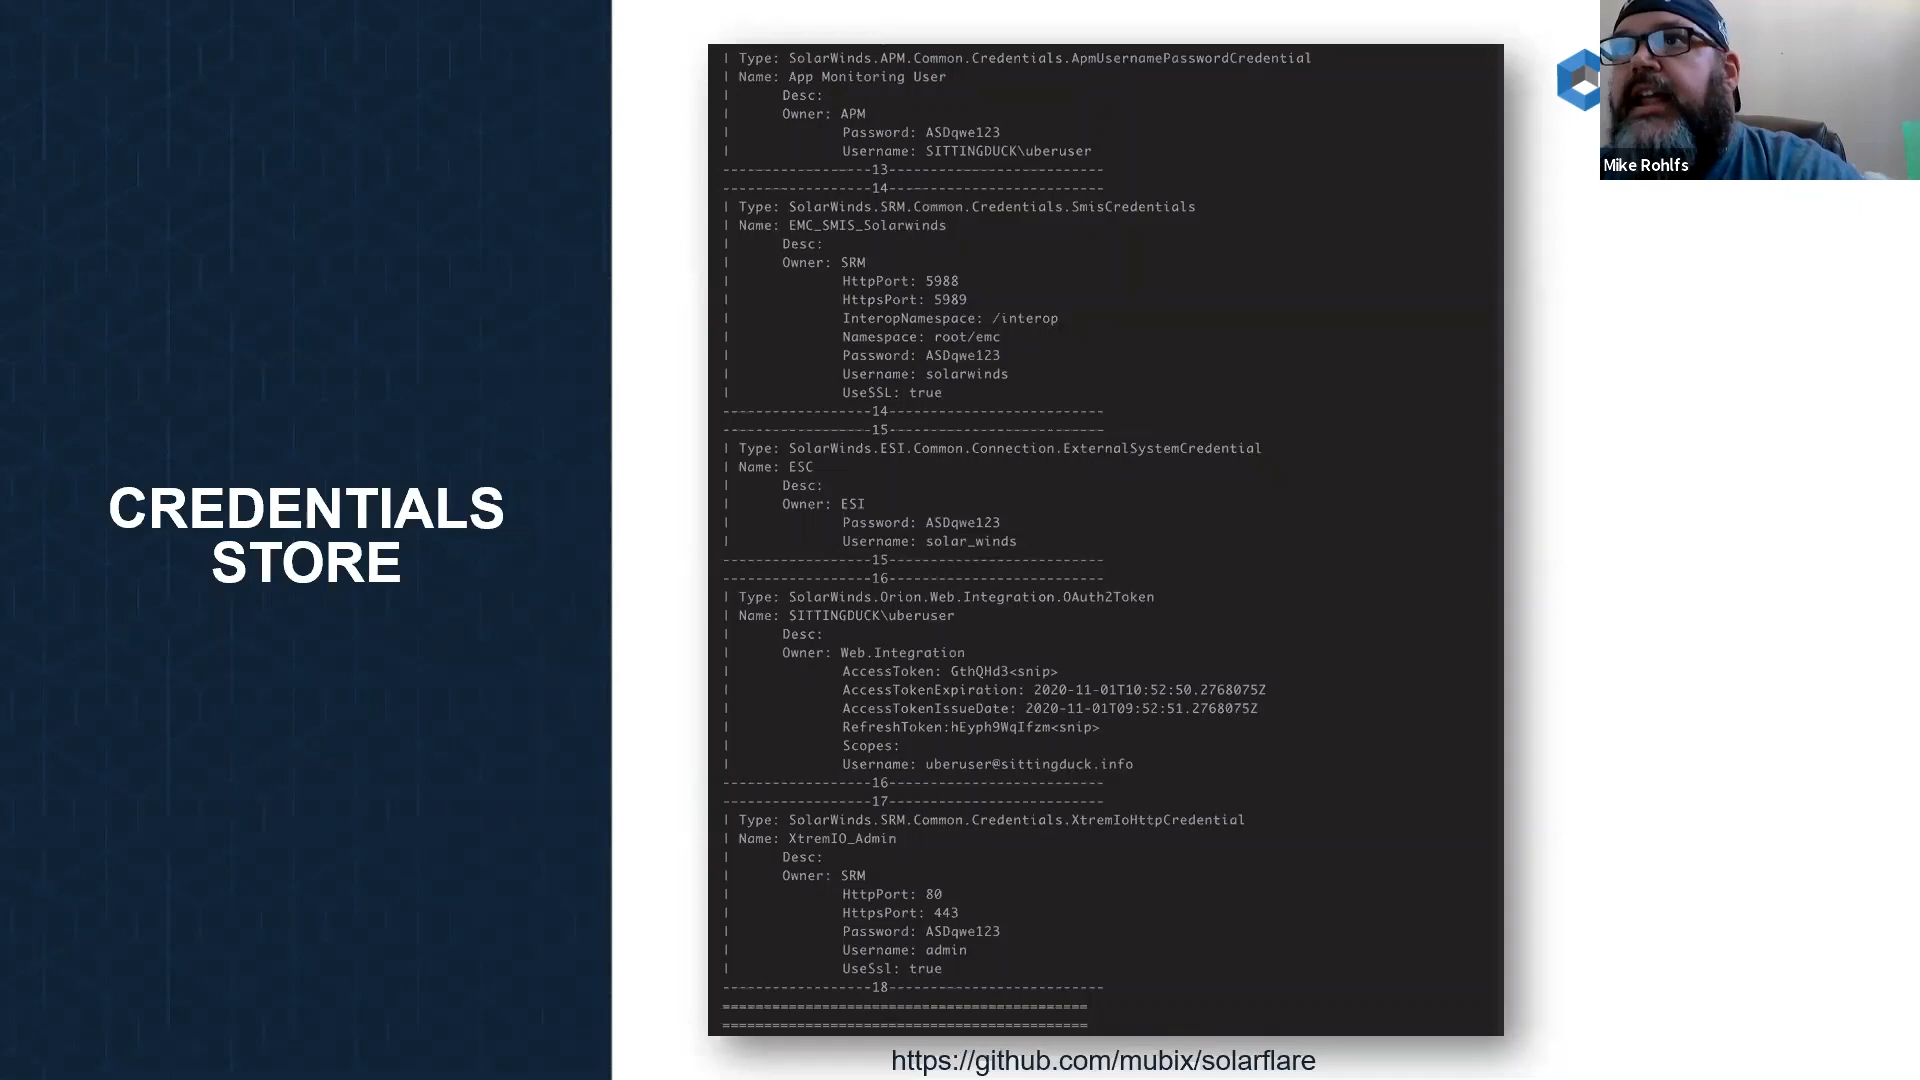 CREDENTIALS
STORE
| Type: SolarWinds.APM.Common.Credentials.ApmUsernamePasswordCredential
| Name: App Monitoring User
| Desc:
| Owner: APM
| Password: ASDqwe123
| Username: SITTINGDUCK\uberuser
------------------13--------------------------
------------------14--------------------------
| Type: SolarWinds.SRM.Common.Credentials.SmisCredentials
| Name: EMC_SMIS_Solarwinds
| Desc:
| Owner: SRM
| HttpPort: 5988
| HttpsPort: 5989
| InteropNamespace: /interop
| Namespace: root/emc
| Password: ASDqwe123
| Username: solarwinds
| UseSSL: true
------------------14--------------------------
------------------15--------------------------
| Type: SolarWinds.ESI.Common.Connection.ExternalSystemCredential
| Name: ESC
| Desc:
| Owner: ESI
| Password: ASDqwe123
| Username: solar_winds
------------------15--------------------------
------------------16--------------------------
| Type: SolarWinds.Orion.Web.Integration.OAuth2Token
| Name: SITTINGDUCK\uberuser
| Desc:
| Owner: Web.Integration
| AccessToken: GthQHd3<snip>
| AccessTokenExpiration: 2020-11-01T10:52:50.2768075Z
| AccessTokenIssueDate: 2020-11-01T09:52:51.2768075Z
| RefreshToken:hEyph9WqIfzm<snip>
| Scopes:
| Username: uberuser@sittingduck.info
------------------16--------------------------
------------------17--------------------------
| Type: SolarWinds.SRM.Common.Credentials.XtremIoHttpCredential
| Name: XtremIO_Admin
| Desc:
| Owner: SRM
| HttpPort: 80
| HttpsPort: 443
| Password: ASDqwe123
| Username: admin
| UseSsl: true
------------------18--------------------------
============================================
============================================
https://github.com/mubix/solarflare
Mike Rohlfs